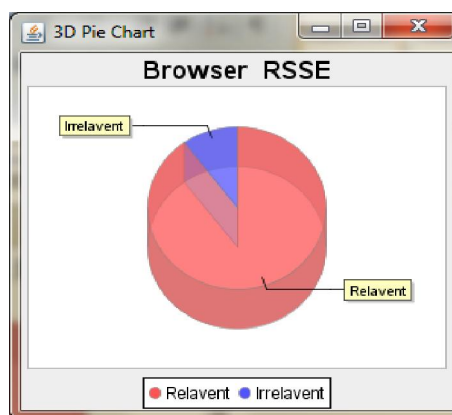 3D Pie Chart
Browser RSSE
Irrelavent
Relavent
Relavent Irrelavent